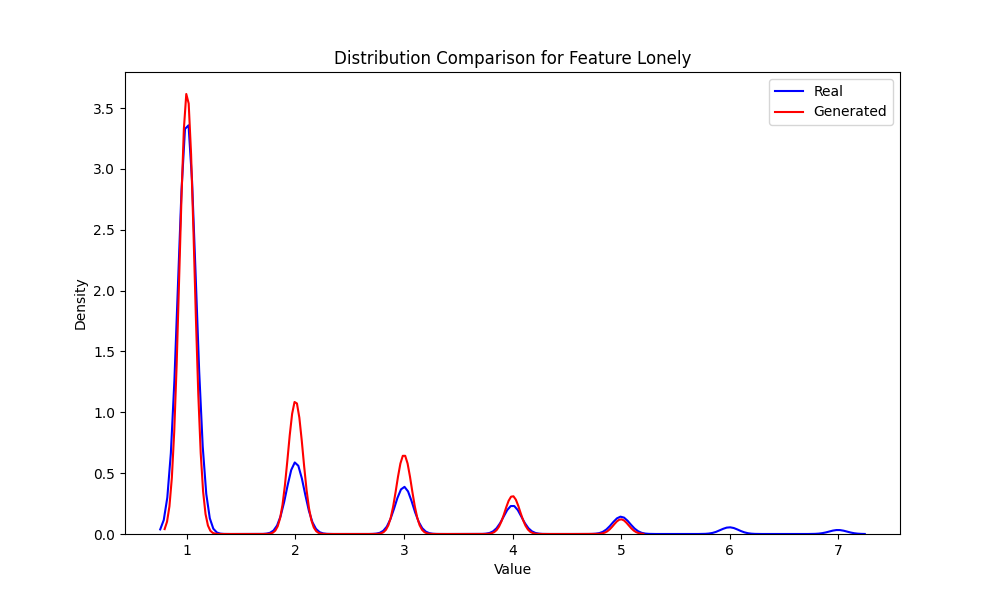 Distribution Comparison for Feature Lonely
Real
Generated
3.5
3.0
2.5
2.0
1.5
1.0
0.5
0.0
Density
1 2 3 4 5 6 7
Value